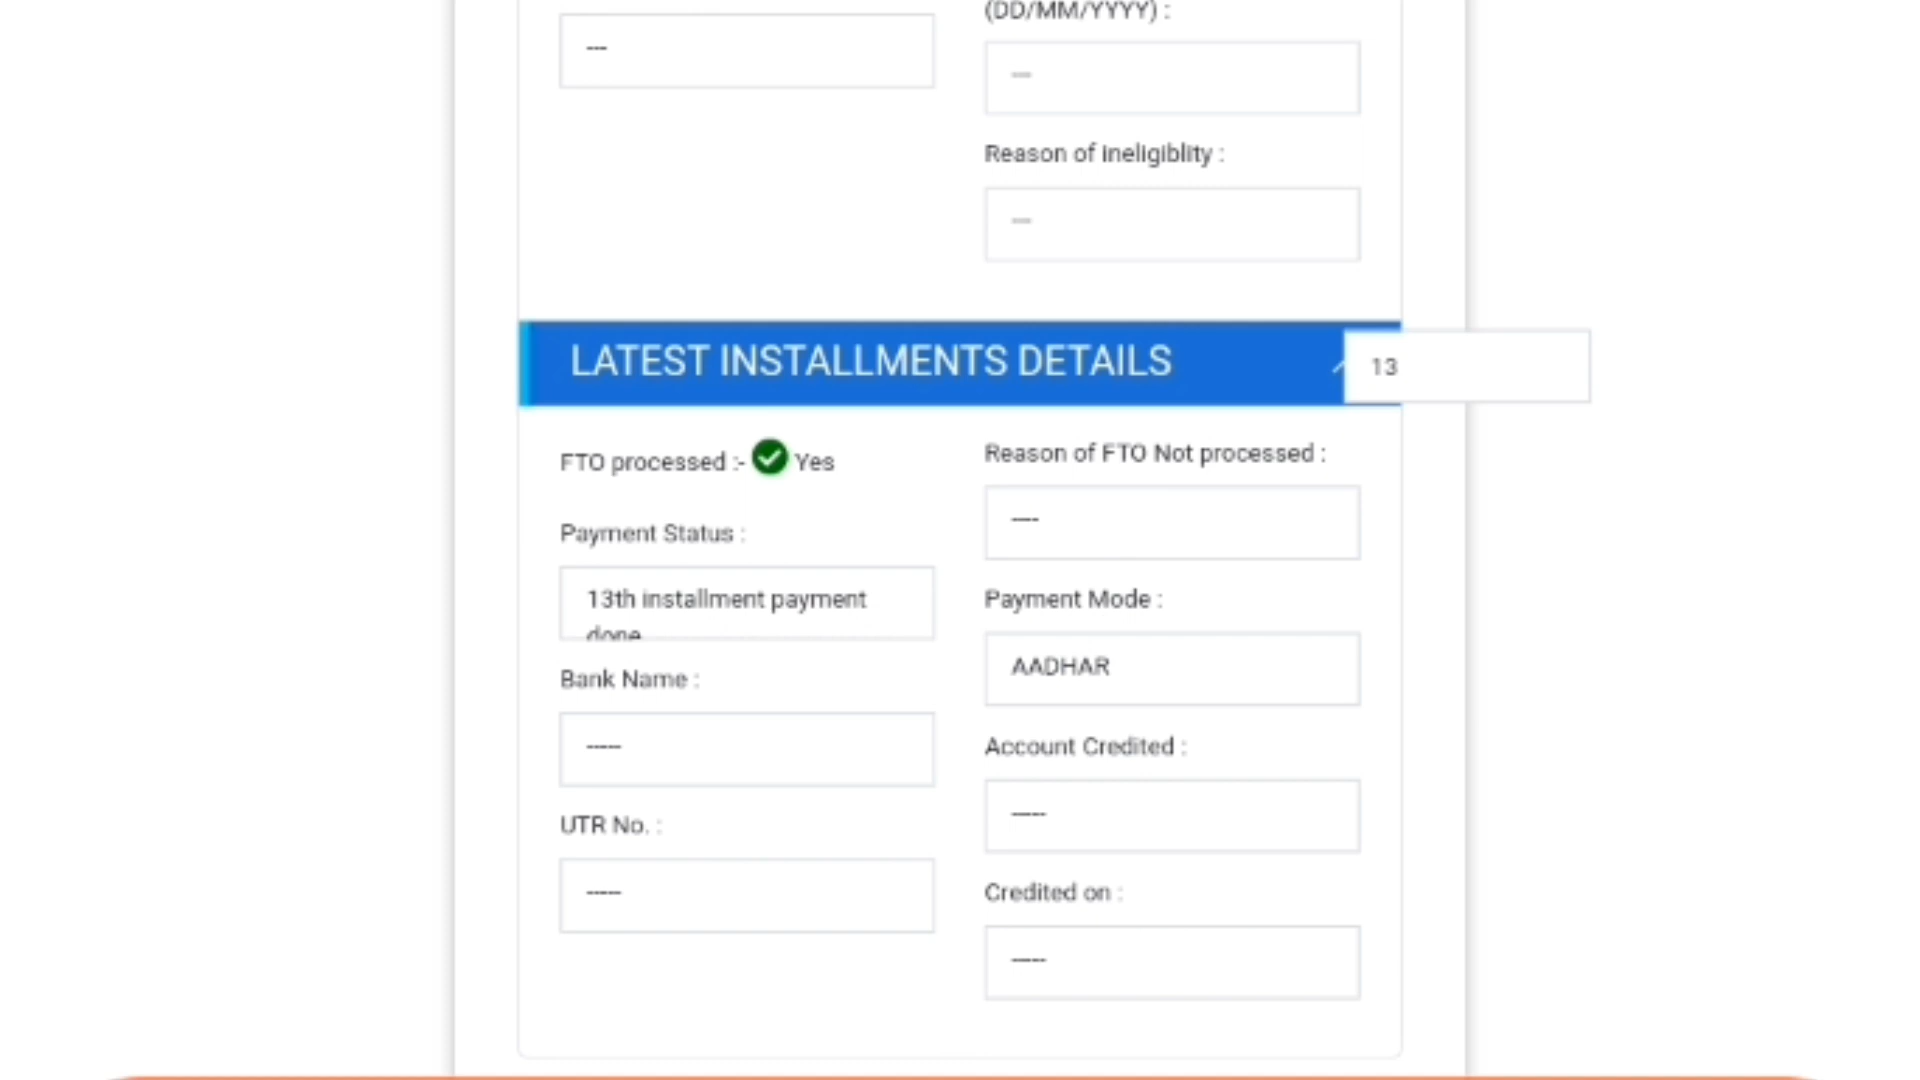 (DD/MM/YYYY) :
---
---
Reason of Ineligiblity :
---
LATEST INSTALLMENTS DETAILS
13
FTO processed :- Yes
Reason of FTO Not processed :
----
Payment Status :
13th installment payment
done
Payment Mode :
AADHAR
Bank Name :
-----
Account Credited :
-----
UTR No. :
-----
Credited on :
-----